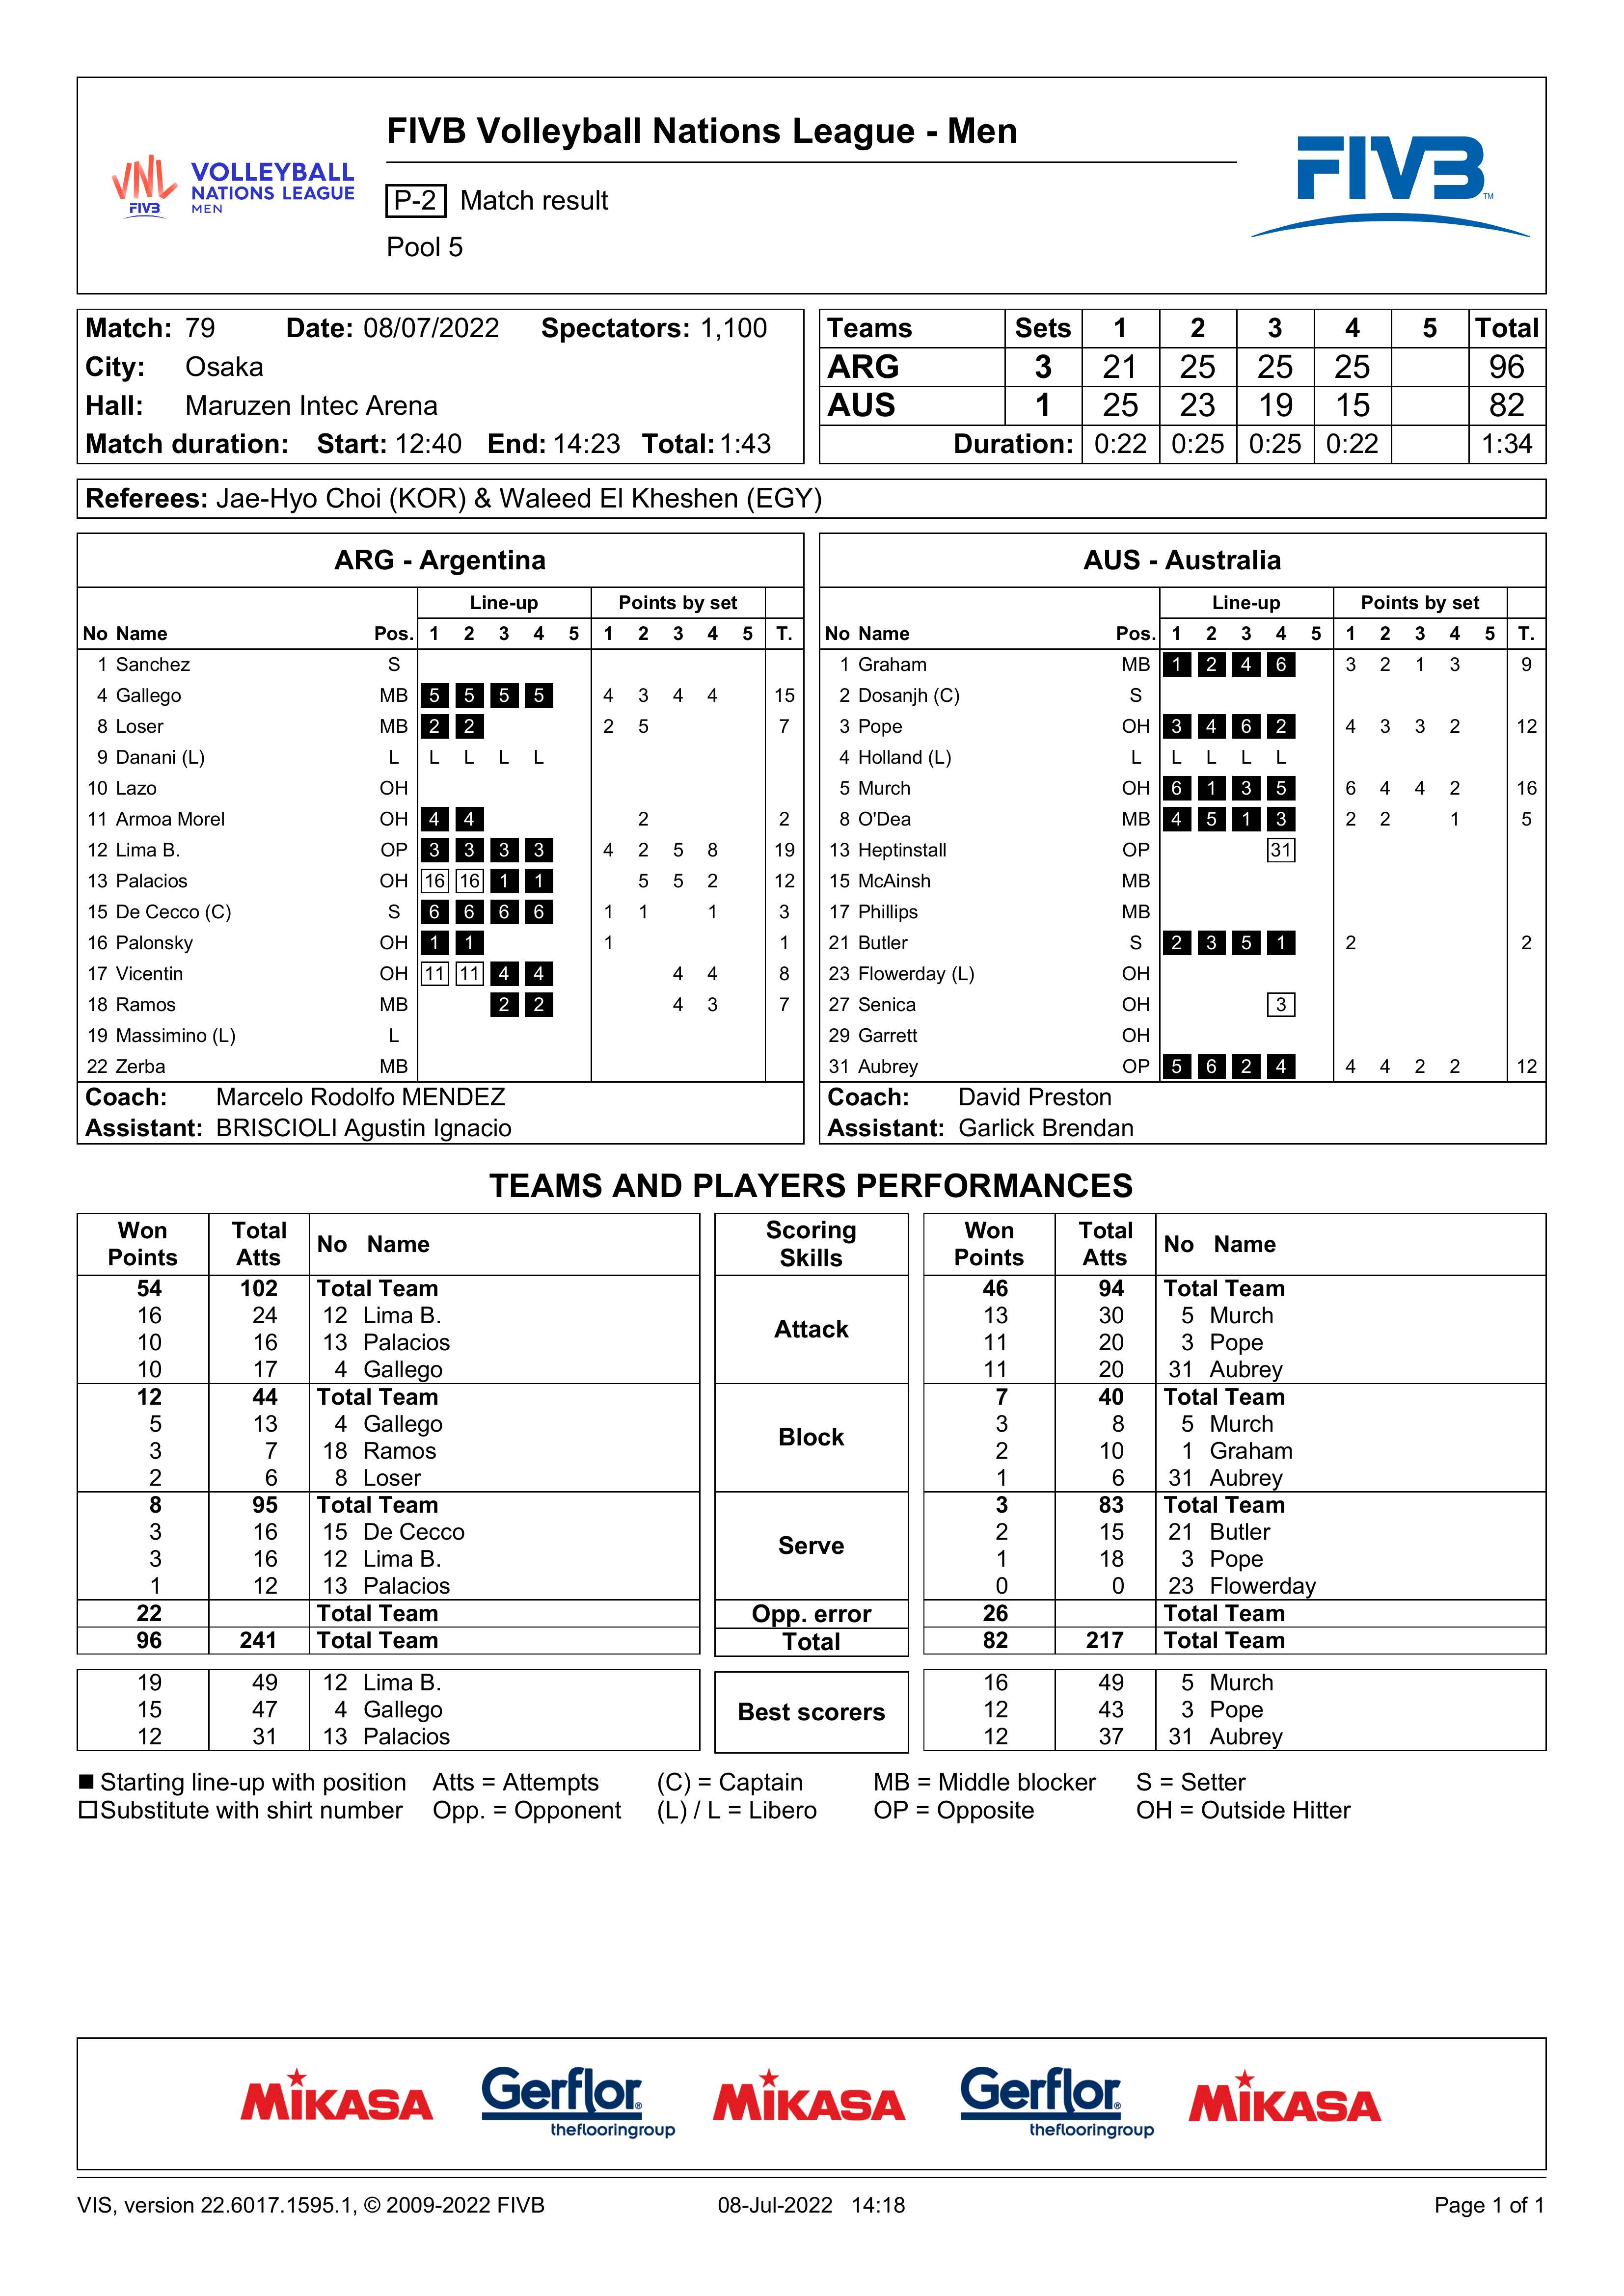 FIVB Volleyball Nations League - Men
VNL FIVB
VOLLEYBALL
NATIONS LEAGUE
MEN
P-2 Match result
Pool 5
FIVB TM
Match: 79 Date: 08/07/2022 Spectators: 1,100
City: Osaka
Hall: Maruzen Intec Arena
Match duration: Start: 12:40 End: 14:23 Total: 1:43
Teams Sets 1 2 3 4 5 Total
ARG 3 21 25 25 25 96
AUS 1 25 23 19 15 82
Duration: 0:22 0:25 0:25 0:22 1:34
Referees: Jae-Hyo Choi (KOR) & Waleed El Kheshen (EGY)
ARG - Argentina
Line-up Points by set
No Name Pos. 1 2 3 4 5 1 2 3 4 5 T.
1 Sanchez S
4 Gallego MB 5 5 5 5 4 3 4 4 15
8 Loser MB 2 2 2 5 7
9 Danani (L) L L L L L
10 Lazo OH
11 Armoa Morel OH 4 4 2 2
12 Lima B. OP 3 3 3 3 4 2 5 8 19
13 Palacios OH 16 16 1 1 5 5 2 12
15 De Cecco (C) S 6 6 6 6 1 1 1 3
16 Palonsky OH 1 1 1 1
17 Vicentin OH 11 11 4 4 4 4 8
18 Ramos MB 2 2 4 3 7
19 Massimino (L) L
22 Zerba MB
Coach: Marcelo Rodolfo MENDEZ
Assistant: BRISCIOLI Agustin Ignacio
AUS - Australia
Line-up Points by set
No Name Pos. 1 2 3 4 5 1 2 3 4 5 T.
1 Graham MB 1 2 4 6 3 2 1 3 9
2 Dosanjh (C) S
3 Pope OH 3 4 6 2 4 3 3 2 12
4 Holland (L) L L L L L
5 Murch OH 6 1 3 5 6 4 4 2 16
8 O'Dea MB 4 5 1 3 2 2 1 5
13 Heptinstall OP 31
15 McAinsh MB
17 Phillips MB
21 Butler S 2 3 5 1 2 2
23 Flowerday (L) OH
27 Senica OH 3
29 Garrett OH
31 Aubrey OP 5 6 2 4 4 4 2 2 12
Coach: David Preston
Assistant: Garlick Brendan
TEAMS AND PLAYERS PERFORMANCES
Won Points Total Atts No Name Scoring Skills Won Points Total Atts No Name
54 102 Total Team Attack 46 94 Total Team
16 24 12 Lima B. 13 30 5 Murch
10 16 13 Palacios 11 20 3 Pope
10 17 4 Gallego 11 20 31 Aubrey
12 44 Total Team Block 7 40 Total Team
5 13 4 Gallego 3 8 5 Murch
3 7 18 Ramos 2 10 1 Graham
2 6 8 Loser 1 6 31 Aubrey
8 95 Total Team Serve 3 83 Total Team
3 16 15 De Cecco 2 15 21 Butler
3 16 12 Lima B. 1 18 3 Pope
1 12 13 Palacios 0 0 23 Flowerday
22 Total Team Opp. error 26 Total Team
96 241 Total Team Total 82 217 Total Team
19 49 12 Lima B. Best scorers 16 49 5 Murch
15 47 4 Gallego 12 43 3 Pope
12 31 13 Palacios 12 37 31 Aubrey
Starting line-up with position Atts = Attempts (C) = Captain MB = Middle blocker S = Setter
Substitute with shirt number Opp. = Opponent (L) / L = Libero OP = Opposite OH = Outside Hitter
MIKASA Gerflor® theflooringgroup MIKASA Gerflor® theflooringgroup MIKASA
VIS, version 22.6017.1595.1, © 2009-2022 FIVB 08-Jul-2022 14:18 Page 1 of 1